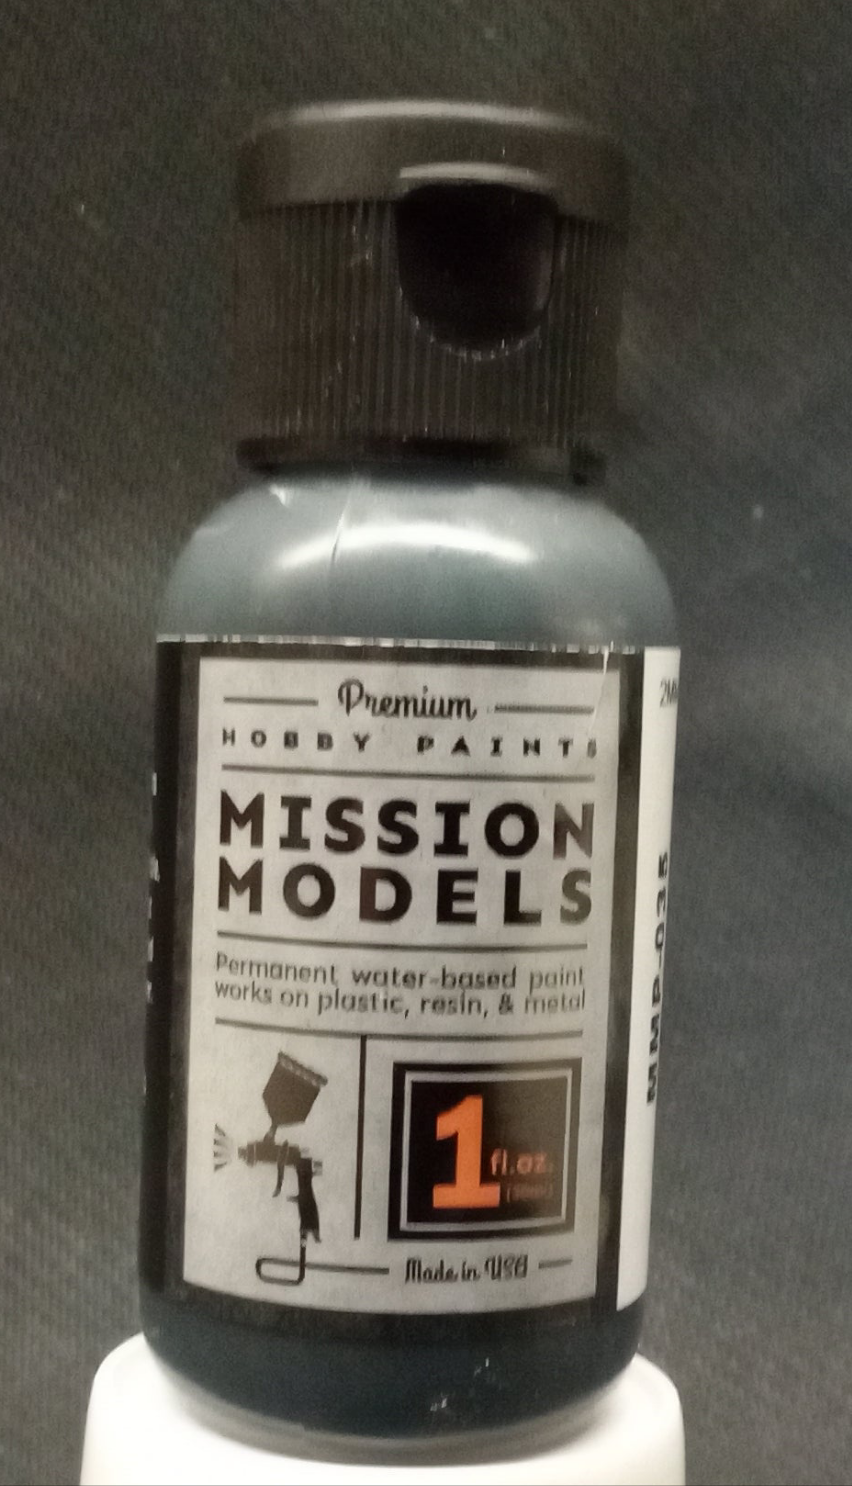 Premium
HOBBY PAINTS
MISSION
MODELS
Permanent water-based paint
works on plastic, resin, & metal
1 fl.oz.
Made in USA
MMP-035